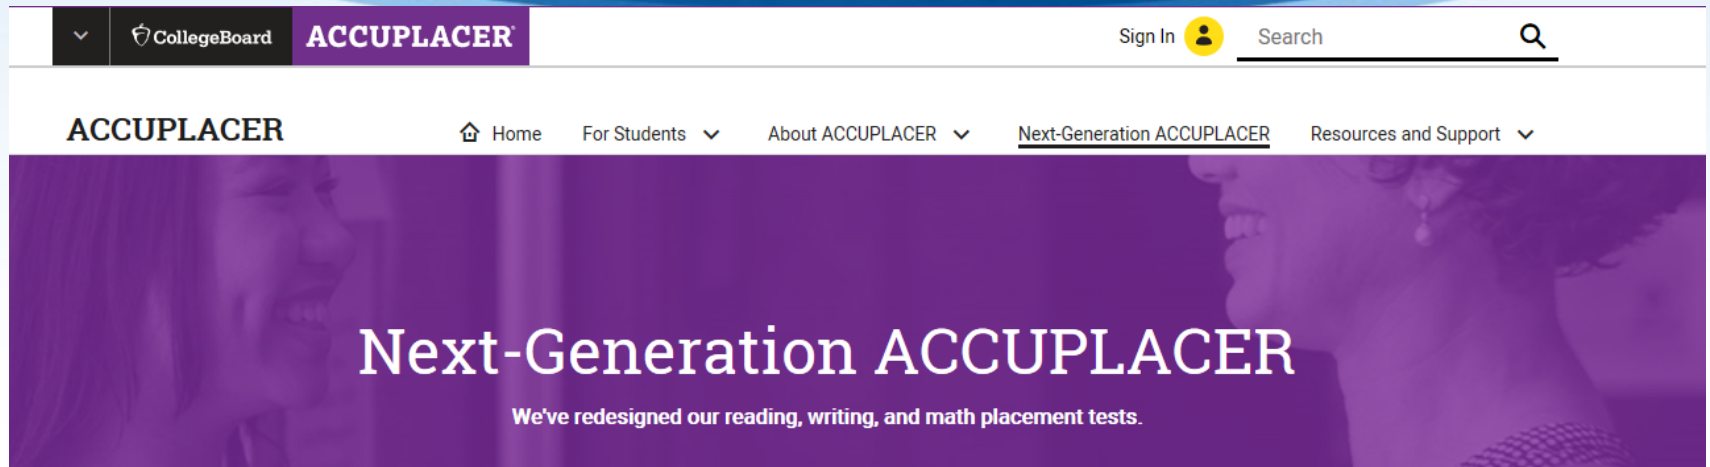 CollegeBoard ACCUPLACER
Sign In Search
ACCUPLACER Home For Students About ACCUPLACER Next-Generation ACCUPLACER Resources and Support
Next-Generation ACCUPLACER
We've redesigned our reading, writing, and math placement tests.